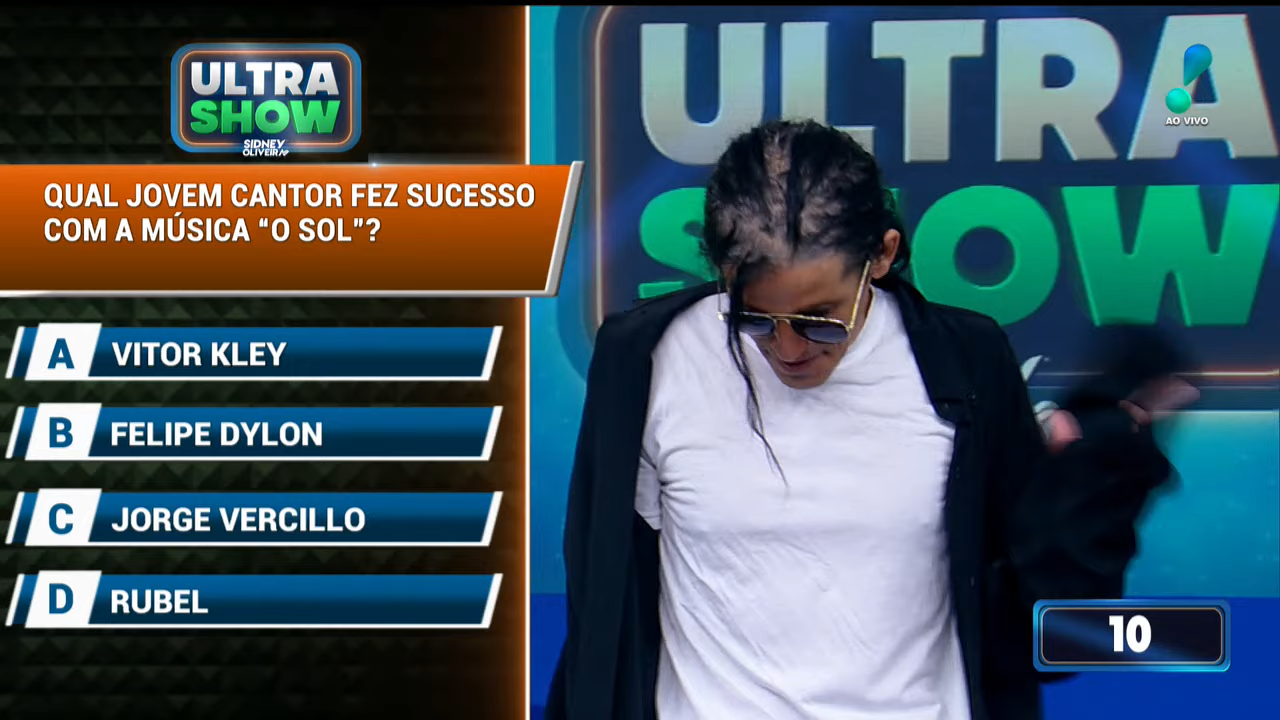 ULTRA
SHOW
SIDNEY
OLIVEIRA
QUAL JOVEM CANTOR FEZ SUCESSO
COM A MÚSICA “O SOL”?
A VITOR KLEY
B FELIPE DYLON
C JORGE VERCILLO
D RUBEL
ULTRA
SHOW
AO VIVO
10